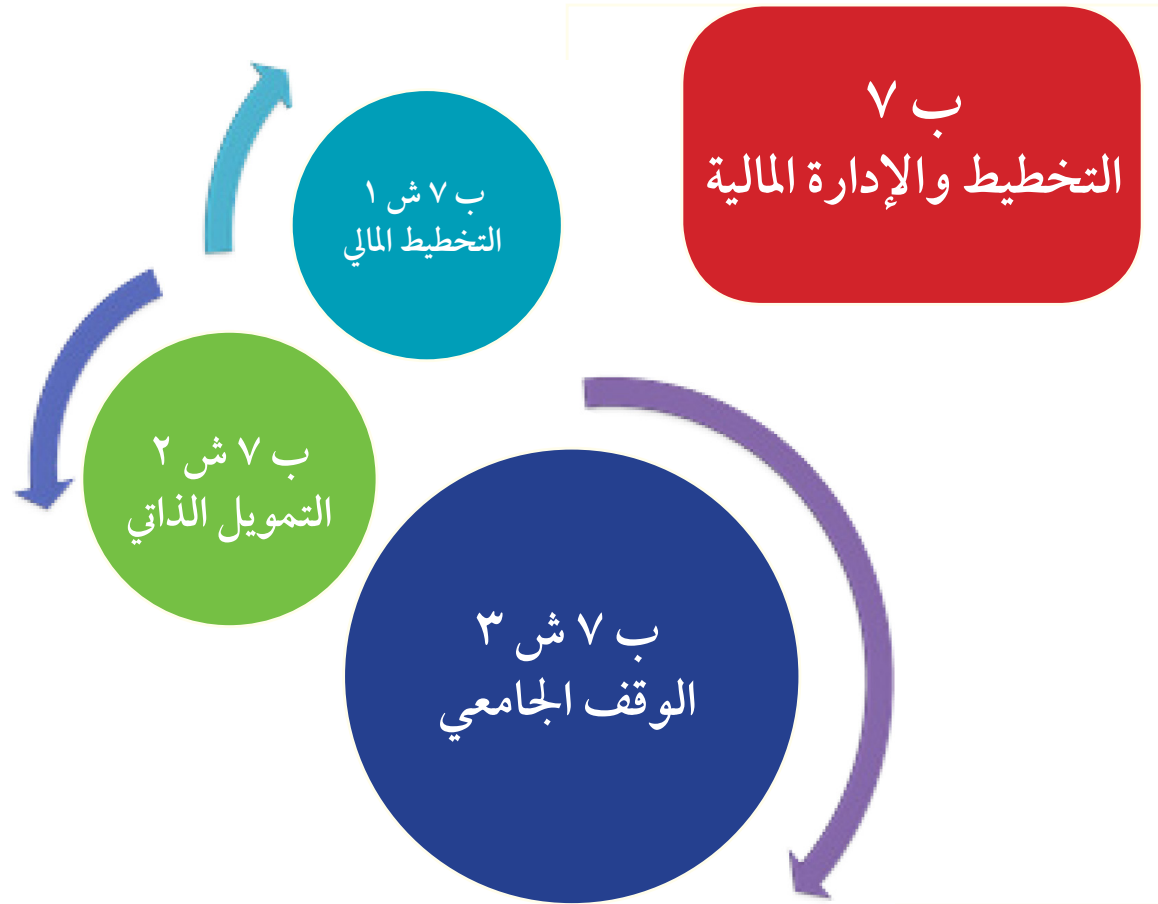 ب ٧
التخطيط والإدارة المالية
ب ٧ ش ١
التخطيط المالي
ب ٧ ش ٢
التمويل الذاتي
ب ٧ ش ٣
الوقف الجامعي